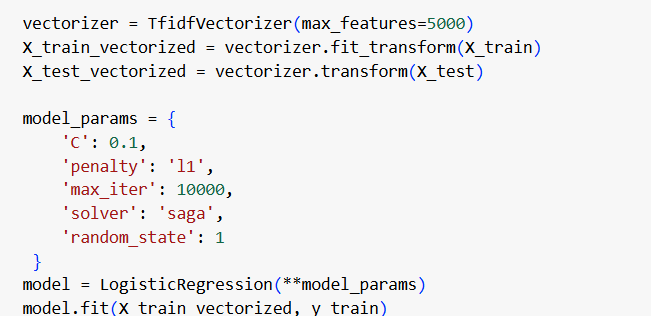 vectorizer = TfidfVectorizer(max_features=5000)
X_train_vectorized = vectorizer.fit_transform(X_train)
X_test_vectorized = vectorizer.transform(X_test)

model_params = {
    'C': 0.1,
    'penalty': 'l1',
    'max_iter': 10000,
    'solver': 'saga',
    'random_state': 1
 }
model = LogisticRegression(**model_params)
model.fit(X_train_vectorized, y_train)